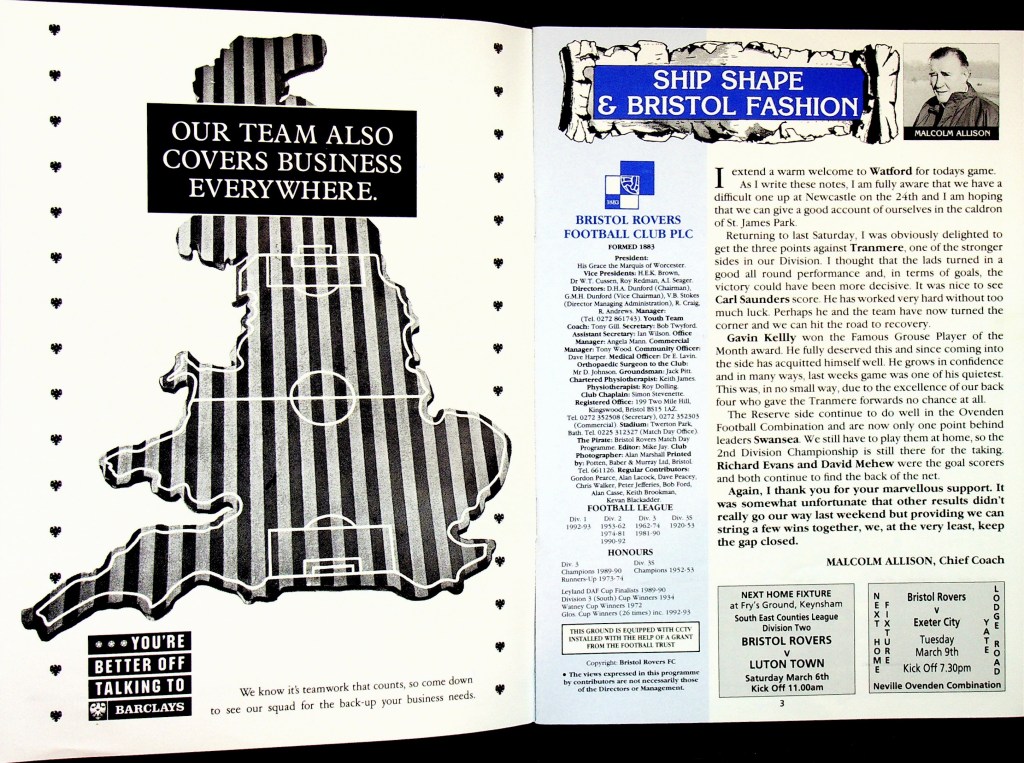 OUR TEAM ALSO
COVERS BUSINESS
EVERYWHERE.
YOU'RE
BETTER OFF
TALKING TO
BARCLAYS
We know it's teamwork that counts, so come down
to see our squad for the back-up your business needs.
SHIP SHAPE
& BRISTOL FASHION
MALCOLM ALLISON
1883
BRISTOL ROVERS
FOOTBALL CLUB PLC
FORMED 1883
President:
His Grace the Marquis of Worcester.
Vice Presidents: H.E.K. Brown,
Dr W.T. Cussen, Roy Redman, A.I. Seager.
Directors: D.H.A. Dunford (Chairman),
G.M.H. Dunford (Vice Chairman), V.B. Stokes
(Director Managing Administration), R. Craig,
R. Andrews. Manager:
(Tel. 0272 861743). Youth Team
Coach: Tony Gill. Secretary: Bob Twyford.
Assistant Secretary: Ian Wilson. Office
Manager: Angela Mann. Commercial
Manager: Tony Wood. Community Officer:
Dave Harper. Medical Officer: Dr E. Lavin.
Orthopaedic Surgeon to the Club:
Mr D. Johnson. Groundsman: Jack Pitt.
Chartered Physiotherapist: Keith James.
Physiotherapist: Roy Dolling.
Club Chaplain: Simon Stevenette.
Registered Office: 199 Two Mile Hill,
Kingswood, Bristol BS15 1AZ.
Tel. 0272 352508 (Secretary), 0272 352303
(Commercial). Stadium: Twerton Park,
Bath. Tel. 0225 312327 (Match Day Office).
The Pirate: Bristol Rovers Match Day
Programme. Editor: Mike Jay. Club
Photographer: Alan Marshall Printed
by: Potten, Baber & Murray Ltd, Bristol.
Tel. 661126. Regular Contributors:
Gordon Pearce, Alan Lacock, Dave Peacey,
Chris Walker, Peter Jefferies, Bob Ford,
Alan Casse, Keith Brookman,
Kevan Blackadder.
FOOTBALL LEAGUE
Div. 1 Div. 2 Div. 3 Div. 3S
1992-93 1953-62 1962-74 1920-53
1974-81 1981-90
1990-92
HONOURS
Div. 3 Div. 3S
Champions 1989-90 Champions 1952-53
Runners-Up 1973-74
Leyland DAF Cup Finalists 1989-90
Division 3 (South) Cup Winners 1934
Watney Cup Winners 1972
Glos. Cup Winners (26 times) inc. 1992-93
THIS GROUND IS EQUIPPED WITH CCTV
INSTALLED WITH THE HELP OF A GRANT
FROM THE FOOTBALL TRUST
Copyright: Bristol Rovers FC
• The views expressed in this programme
by contributors are not necessarily those
of the Directors or Management.
I extend a warm welcome to Watford for todays game.
As I write these notes, I am fully aware that we have a
difficult one up at Newcastle on the 24th and I am hoping
that we can give a good account of ourselves in the caldron
of St. James Park.
Returning to last Saturday, I was obviously delighted to
get the three points against Tranmere, one of the stronger
sides in our Division. I thought that the lads turned in a
good all round performance and, in terms of goals, the
victory could have been more decisive. It was nice to see
Carl Saunders score. He has worked very hard without too
much luck. Perhaps he and the team have now turned the
corner and we can hit the road to recovery.
Gavin Kellly won the Famous Grouse Player of the
Month award. He fully deserved this and since coming into
the side has acquitted himself well. He grows in confidence
and in many ways, last weeks game was one of his quietest.
This was, in no small way, due to the excellence of our back
four who gave the Tranmere forwards no chance at all.
The Reserve side continue to do well in the Ovenden
Football Combination and are now only one point behind
leaders Swansea. We still have to play them at home, so the
2nd Division Championship is still there for the taking.
Richard Evans and David Mehew were the goal scorers
and both continue to find the back of the net.
Again, I thank you for your marvellous support. It
was somewhat unfortunate that other results didn't
really go our way last weekend but providing we can
string a few wins together, we, at the very least, keep
the gap closed.
MALCOLM ALLISON, Chief Coach
NEXT HOME FIXTURE
at Fry's Ground, Keynsham
South East Counties League
Division Two
BRISTOL ROVERS
v
LUTON TOWN
Saturday March 6th
Kick Off 11.00am
NEXT HOME
FIXTURE
Bristol Rovers
v
Exeter City
Tuesday
March 9th
Kick Off 7.30pm
YATE
LODGE ROAD
Neville Ovenden Combination
3